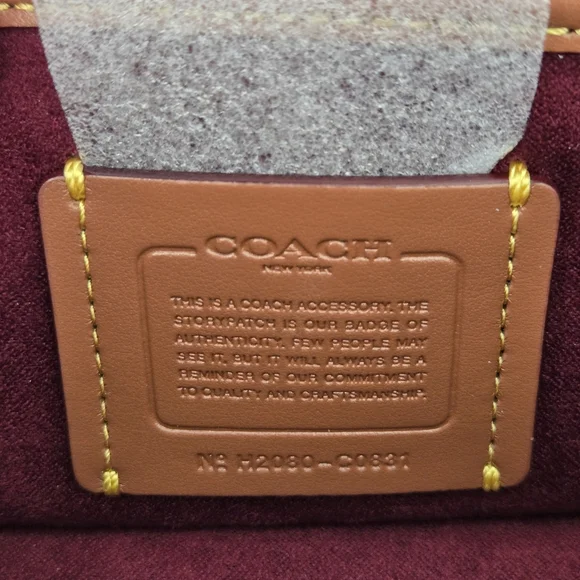 COACH
NEW YORK
THIS IS A COACH ACCESSORY. THE
STORYPATCH IS OUR BADGE OF
AUTHENTICITY. FEW PEOPLE MAY
SEE IT, BUT IT WILL ALWAYS BE A
REMINDER OF OUR COMMITMENT
TO QUALITY AND CRAFTSMANSHIP.
Nº H2080-C0831